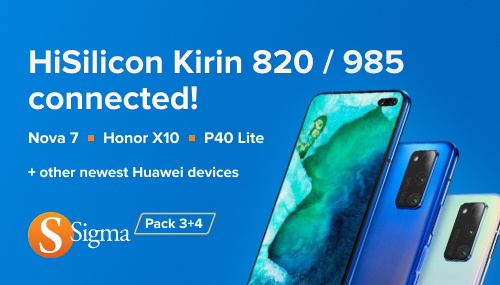 HiSilicon Kirin 820 / 985
connected!
Nova 7 ▪ Honor X10 ▪ P40 Lite
+ other newest Huawei devices
S Sigma Pack 3+4